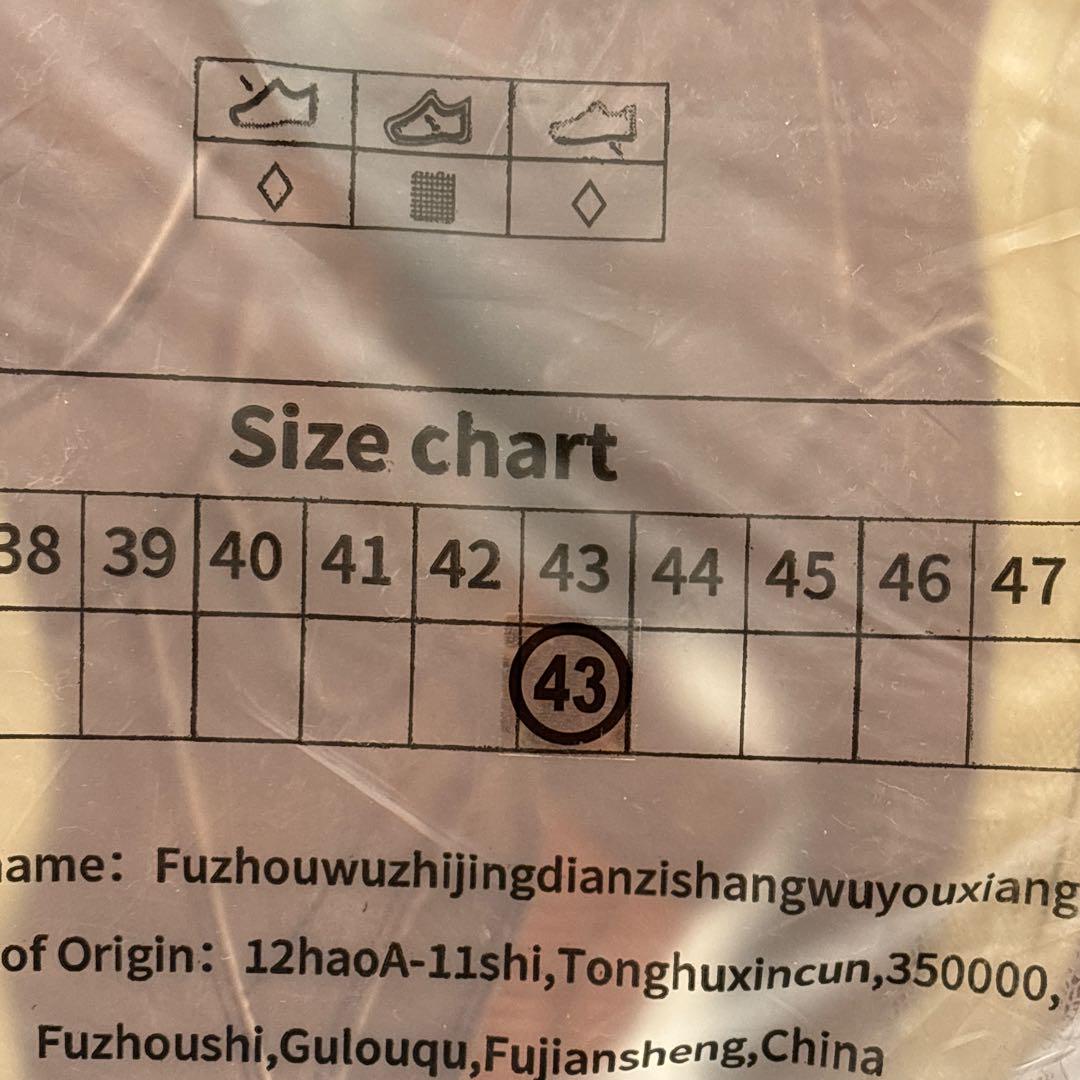 Size chart
38 39 40 41 42 43 44 45 46 47
43
name: Fuzhouwuzhijingdianzishangwuyouxiang
of Origin: 12haoA-11shi,Tonghuxincun,350000,
Fuzhoushi,Gulouqu,Fujiansheng,China